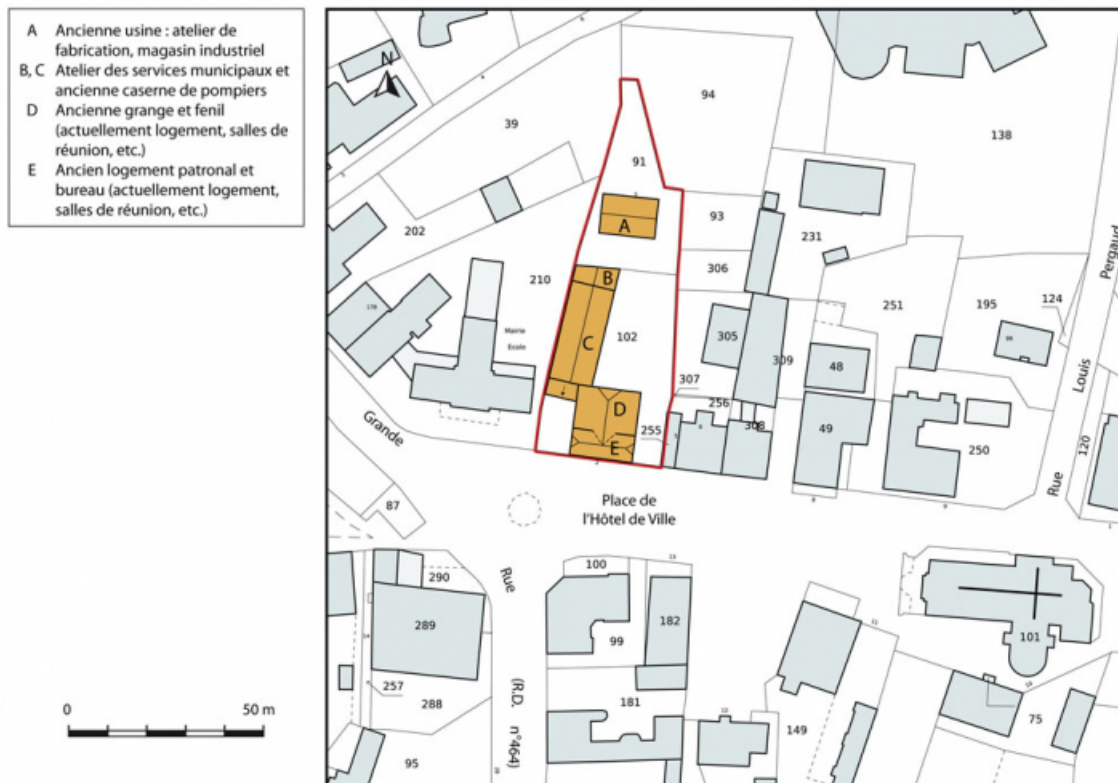 A Ancienne usine : atelier de
fabrication, magasin industriel
B, C Atelier des services municipaux et
ancienne caserne de pompiers
D Ancienne grange et fenil
(actuellement logement, salles de
réunion, etc.)
E Ancien logement patronal et
bureau (actuellement logement,
salles de réunion, etc.)
N
94
39
138
91
93
A
202
231
306
210
B
251
195
124
Pergaud
178
Mairie
Ecole
102
305
309
48
C
307
Louis
256
D
308
49
255
Grande
E
250
120
Rue
Place de
l'Hôtel de Ville
87
100
13
290
Rue
289
99
182
101
257
288
(R.D. n°464)
181
149
75
95
0 50 m